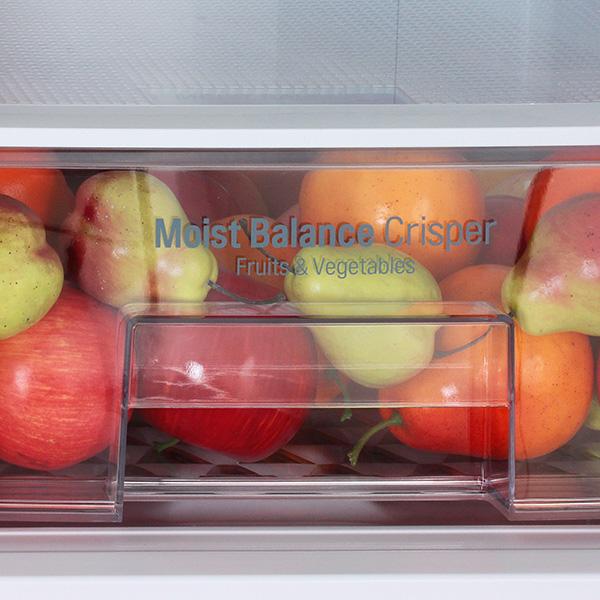 Moist Balance Crisper
Fruits & Vegetables